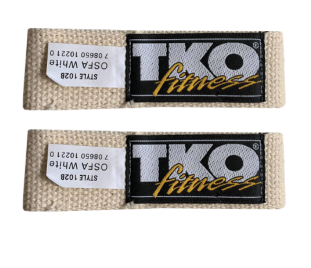 TKO®
fitness
STYLE 102B
OSFA White
7 08650 10221 0
TKO®
fitness
STYLE 102B
OSFA White
7 08650 10221 0